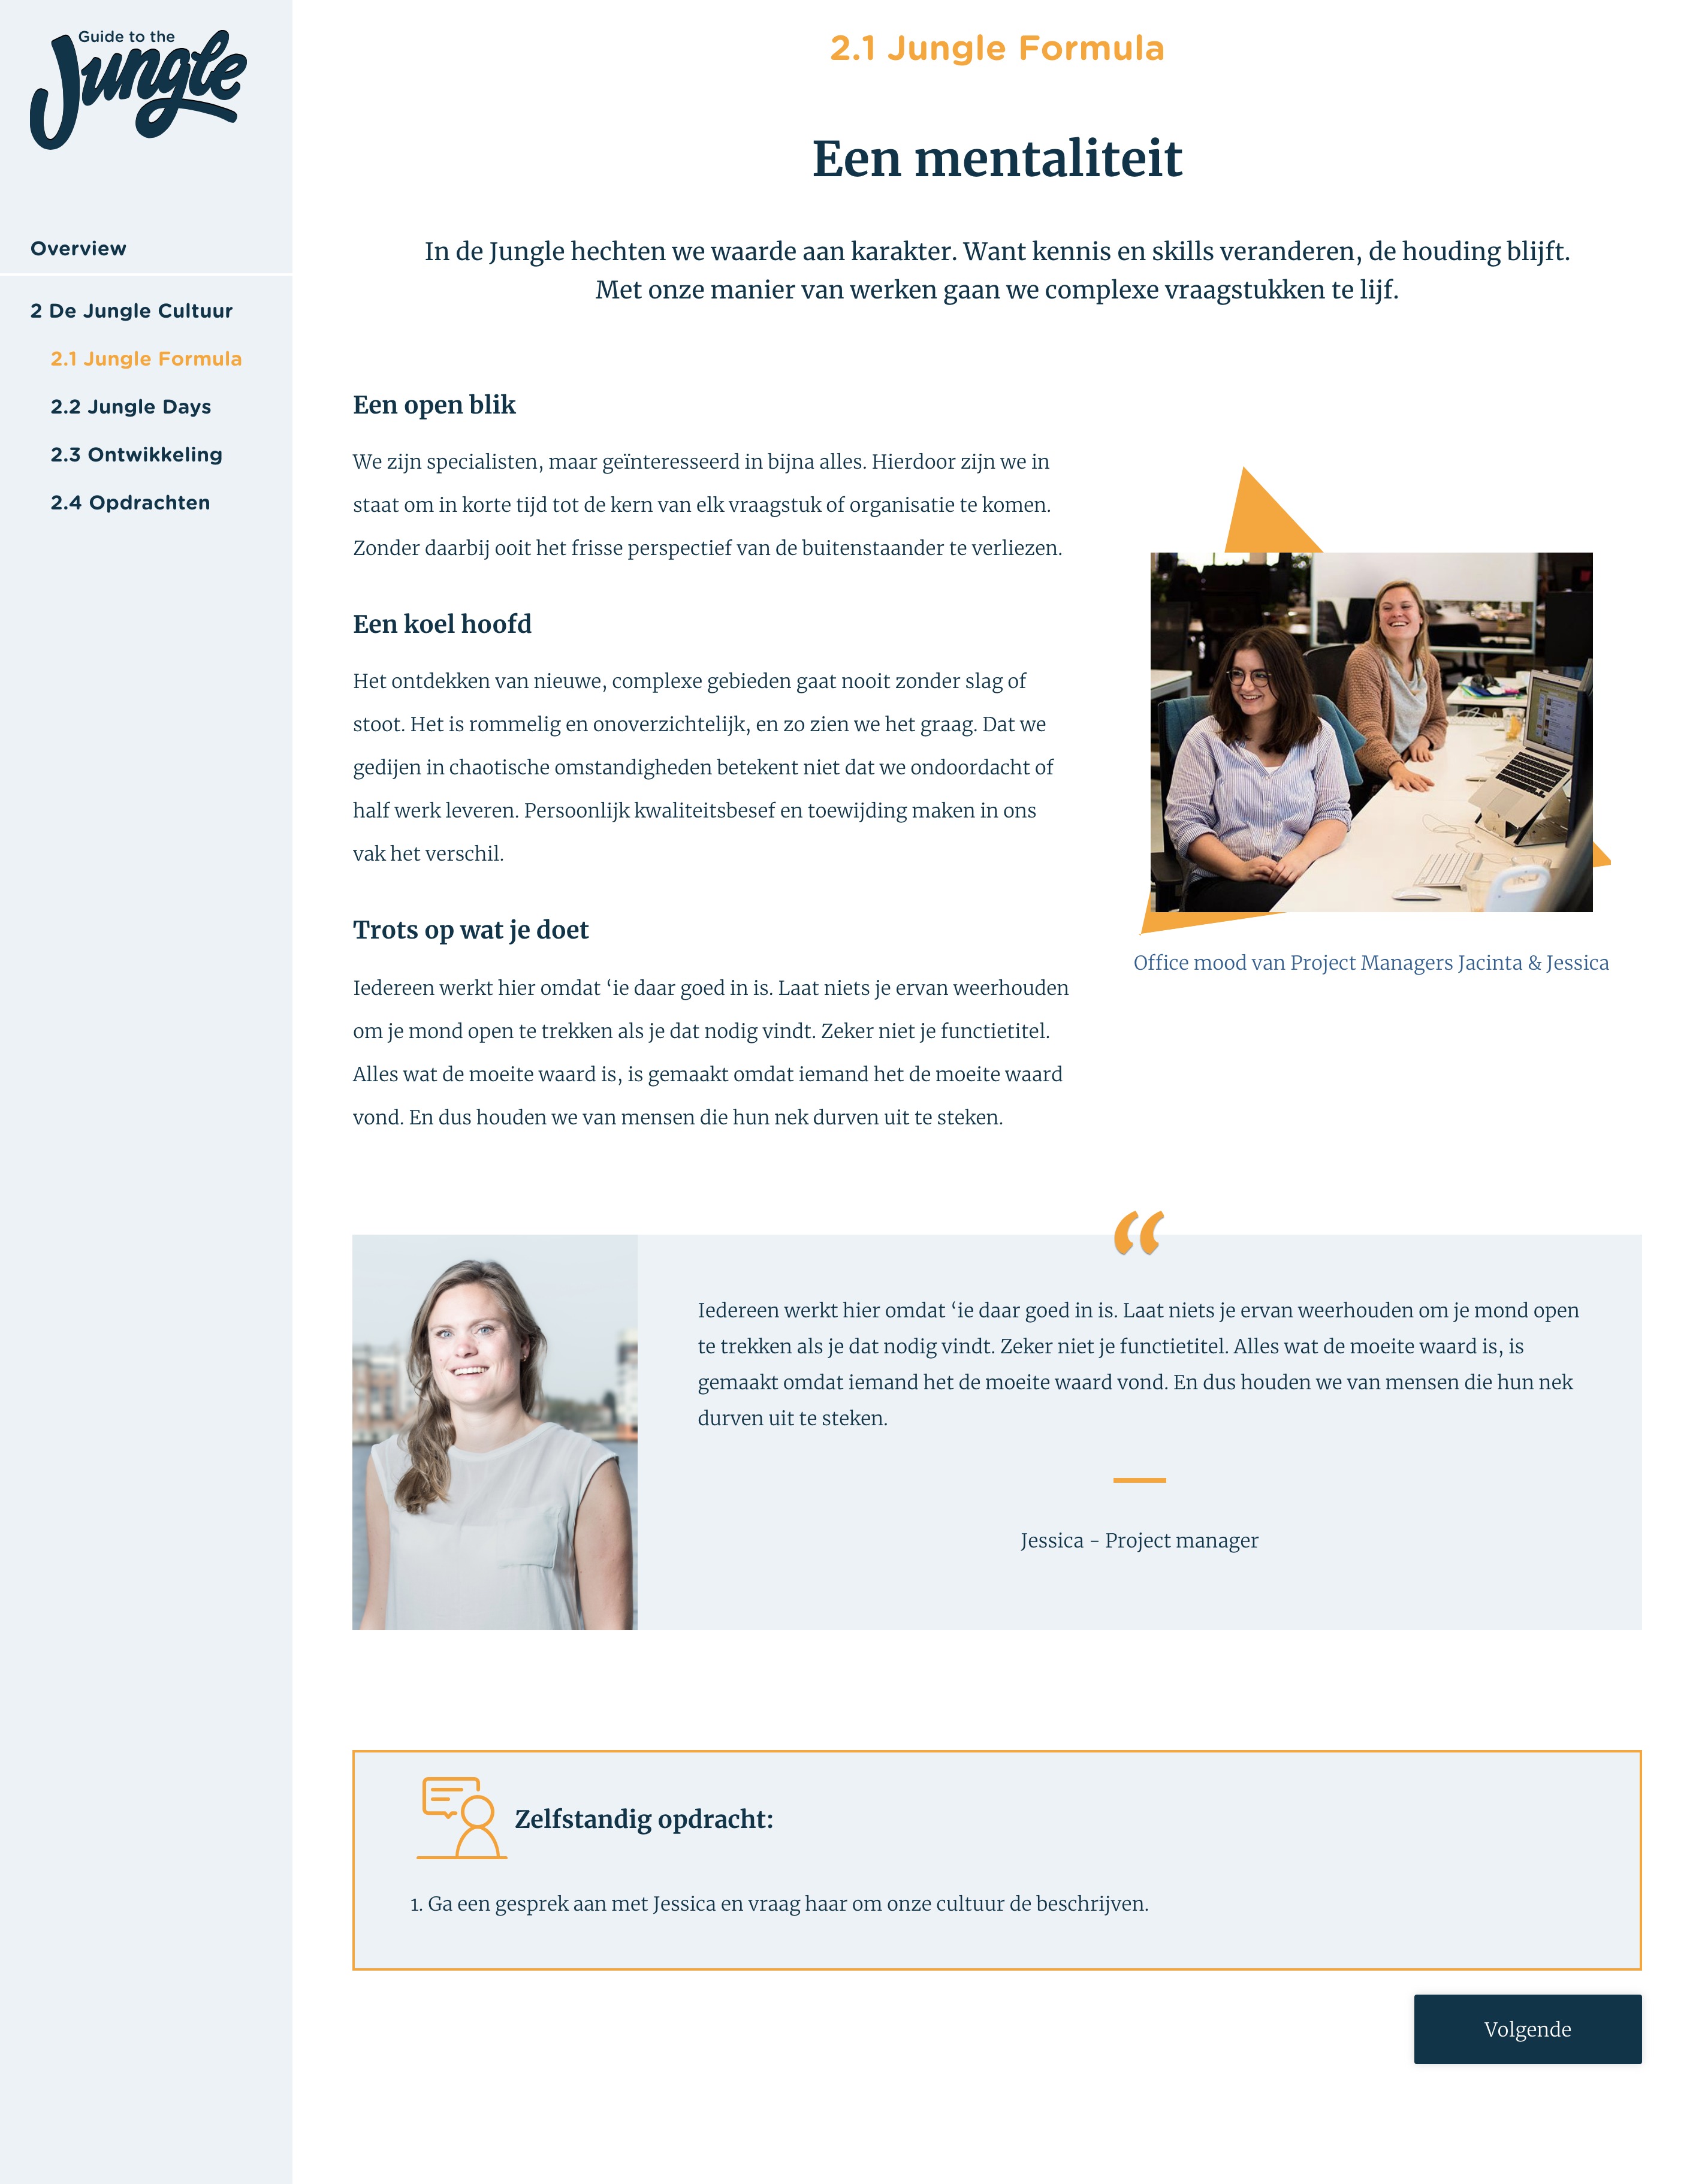 Guide to the
Jungle
Overview
2 De Jungle Cultuur
2.1 Jungle Formula
2.2 Jungle Days
2.3 Ontwikkeling
2.4 Opdrachten
2.1 Jungle Formula
Een mentaliteit
In de Jungle hechten we waarde aan karakter. Want kennis en skills veranderen, de houding blijft.
Met onze manier van werken gaan we complexe vraagstukken te lijf.
Een open blik
We zijn specialisten, maar geïnteresseerd in bijna alles. Hierdoor zijn we in
staat om in korte tijd tot de kern van elk vraagstuk of organisatie te komen.
Zonder daarbij ooit het frisse perspectief van de buitenstaander te verliezen.
Een koel hoofd
Het ontdekken van nieuwe, complexe gebieden gaat nooit zonder slag of
stoot. Het is rommelig en onoverzichtelijk, en zo zien we het graag. Dat we
gedijen in chaotische omstandigheden betekent niet dat we ondoordacht of
half werk leveren. Persoonlijk kwaliteitsbesef en toewijding maken in ons
vak het verschil.
Trots op wat je doet
Iedereen werkt hier omdat ‘ie daar goed in is. Laat niets je ervan weerhouden
om je mond open te trekken als je dat nodig vindt. Zeker niet je functietitel.
Alles wat de moeite waard is, is gemaakt omdat iemand het de moeite waard
vond. En dus houden we van mensen die hun nek durven uit te steken.
Office mood van Project Managers Jacinta & Jessica
“
Iedereen werkt hier omdat ‘ie daar goed in is. Laat niets je ervan weerhouden om je mond open
te trekken als je dat nodig vindt. Zeker niet je functietitel. Alles wat de moeite waard is, is
gemaakt omdat iemand het de moeite waard vond. En dus houden we van mensen die hun nek
durven uit te steken.
Jessica - Project manager
Zelfstandig opdracht:
1. Ga een gesprek aan met Jessica en vraag haar om onze cultuur de beschrijven.
Volgende